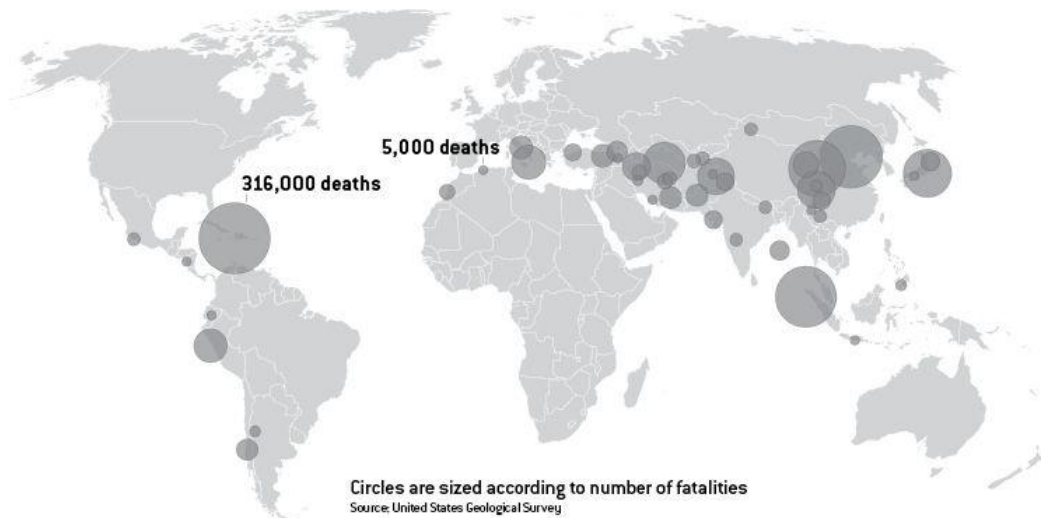 5,000 deaths
316,000 deaths
Circles are sized according to number of fatalities
Source: United States Geological Survey